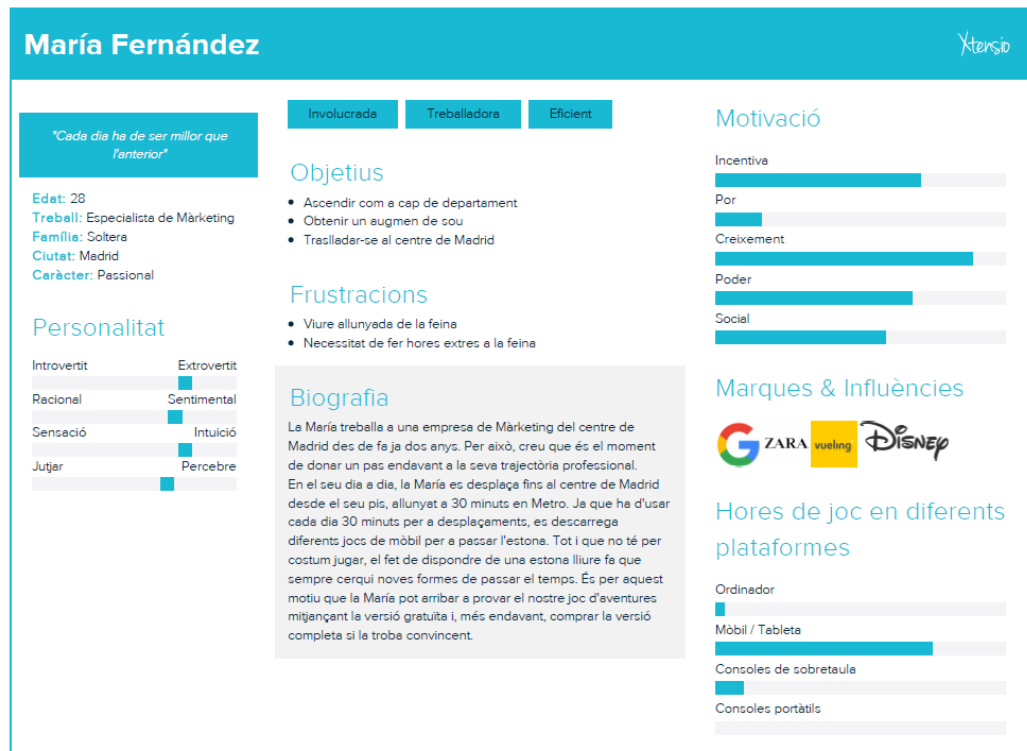 María Fernández
Xtensio
"Cada dia ha de ser millor que
l'anterior"
Edat: 28
Treball: Especialista de Màrketing
Família: Soltera
Ciutat: Madrid
Caràcter: Passional
Personalitat
Introvertit Extrovertit
Racional Sentimental
Sensació Intuició
Jutjar Percebre
Involucrada Treballadora Eficient
Objetius
• Ascendir com a cap de departament
• Obtenir un augmen de sou
• Traslladar-se al centre de Madrid
Frustracions
• Viure allunyada de la feina
• Necessitat de fer hores extres a la feina
Biografia
La María treballa a una empresa de Màrketing del centre de
Madrid des de fa ja dos anys. Per això, creu que és el moment
de donar un pas endavant a la seva trajectòria professional.
En el seu dia a dia, la María es desplaça fins al centre de Madrid
desde el seu pis, allunyat a 30 minuts en Metro. Ja que ha d'usar
cada dia 30 minuts per a desplaçaments, es descarrega
diferents jocs de mòbil per a passar l'estona. Tot i que no té per
costum jugar, el fet de dispondre de una estona lliure fa que
sempre cerqui noves formes de passar el temps. És per aquest
motiu que la María pot arribar a provar el nostre joc d'aventures
mitjançant la versió gratuïta i, més endavant, comprar la versió
completa si la troba convincent.
Motivació
Incentiva
Por
Creixement
Poder
Social
Marques & Influències
G ZARA vueling Disney
Hores de joc en diferents
plataformes
Ordinador
Mòbil / Tableta
Consoles de sobretaula
Consoles portàtils